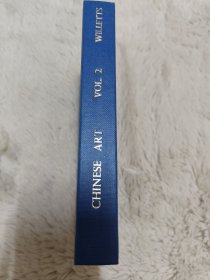 CHINESE ART VOL. 2 WILLETTS